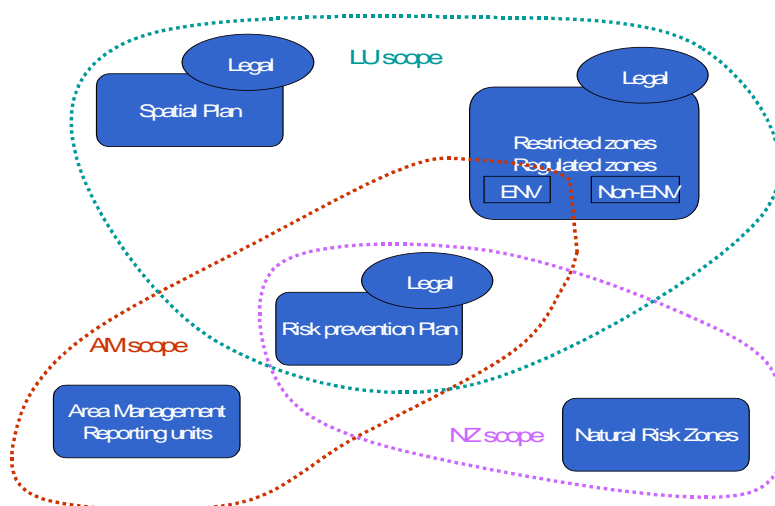 Legal
LU scope
Legal
Spatial Plan
Restricted zones
Regulated zones
ENV
Non-ENV
Legal
Risk prevention Plan
AM scope
Area Management
Reporting units
NZ scope
Natural Risk Zones